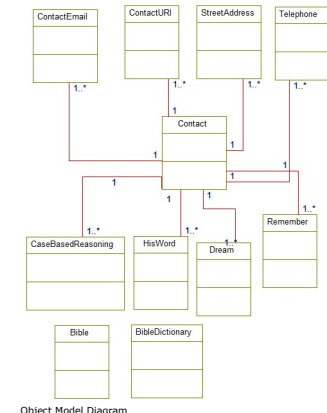 ContactEmail
ContactURI
StreetAddress
Telephone
1..*
1..*
1..*
1..*
1
1
Contact
1
1
1
1
1
1
1..*
1..*
1..*
1..*
CaseBasedReasoning
HisWord
Dream
Remember
Bible
BibleDictionary
Object Model Diagram